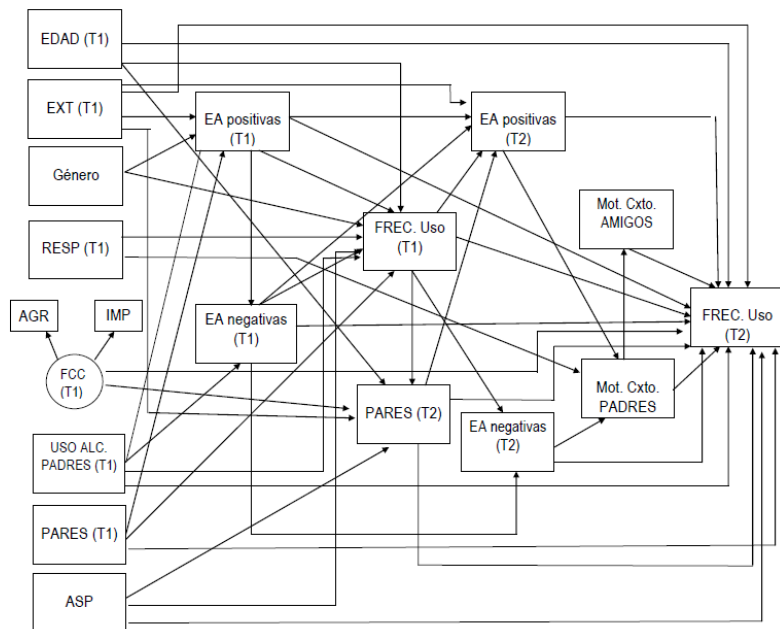 EDAD (T1)
EXT (T1)
EA positivas
(T1)
EA positivas
(T2)
Género
Mot. Cxto.
AMIGOS
FREC. Uso
(T1)
RESP (T1)
AGR
IMP
EA negativas
(T1)
FREC. Uso
(T2)
FCC
(T1)
Mot. Cxto.
PADRES
PARES (T2)
EA negativas
(T2)
USO ALC.
PADRES (T1)
PARES (T1)
ASP